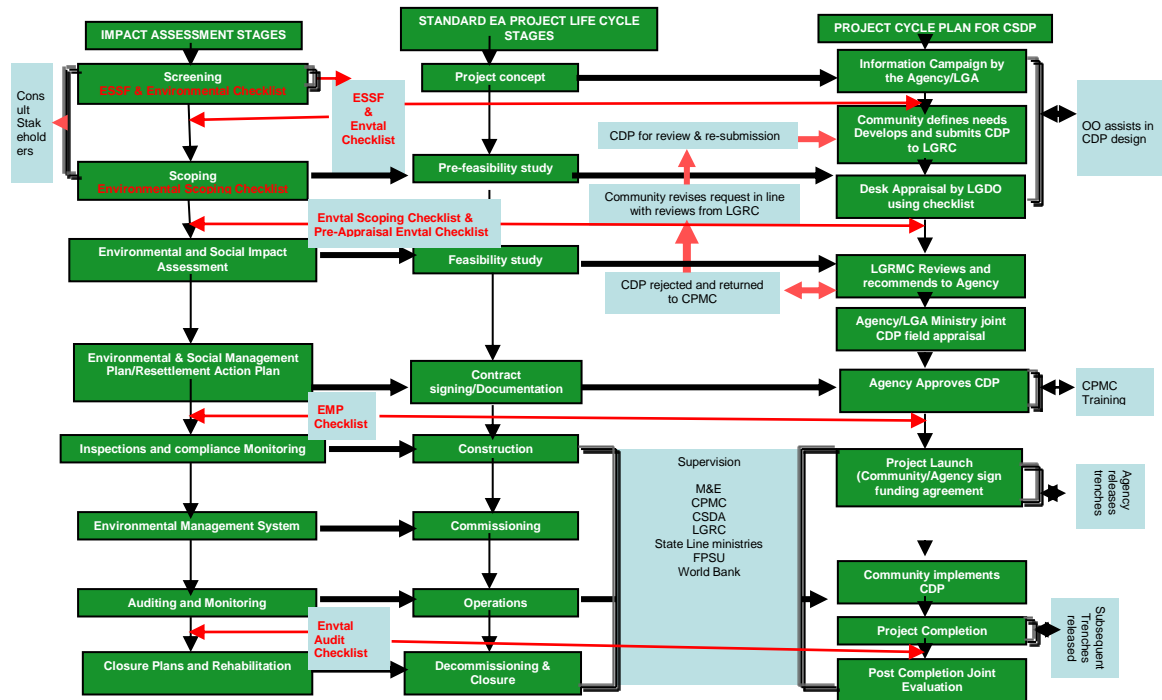 IMPACT ASSESSMENT STAGES
STANDARD EA PROJECT LIFE CYCLE
STAGES
PROJECT CYCLE PLAN FOR CSDP
Cons
ult
Stak
ehold
ers
Screening
ESSF & Environmental Checklist
ESSF
&
Envtal
Checklist
Project concept
Information Campaign by
the Agency/LGA
CDP for review & re-submission
Community defines needs
Develops and submits CDP
to LGRC
OO assists in
CDP design
Scoping
Environmental Scoping Checklist
Pre-feasibility study
Community revises request in line
with reviews from LGRC
Desk Appraisal by LGDO
using checklist
Envtal Scoping Checklist &
Pre-Appraisal Envtal Checklist
Environmental and Social Impact
Assessment
Feasibility study
CDP rejected and returned
to CPMC
LGRMC Reviews and
recommends to Agency
Agency/LGA Ministry joint
CDP field appraisal
Environmental & Social Management
Plan/Resettlement Action Plan
Contract
signing/Documentation
Agency Approves CDP
CPMC
Training
EMP
Checklist
Inspections and compliance Monitoring
Construction
Supervision
M&E
CPMC
CSDA
LGRC
State Line ministries
FPSU
World Bank
Project Launch
(Community/Agency sign
funding agreement
Agency
releases
trenches
Environmental Management System
Commissioning
Community implements
CDP
Auditing and Monitoring
Operations
Project Completion
Subsequent
Trenches
released
Envtal
Audit
Checklist
Closure Plans and Rehabilitation
Decommissioning &
Closure
Post Completion Joint
Evaluation